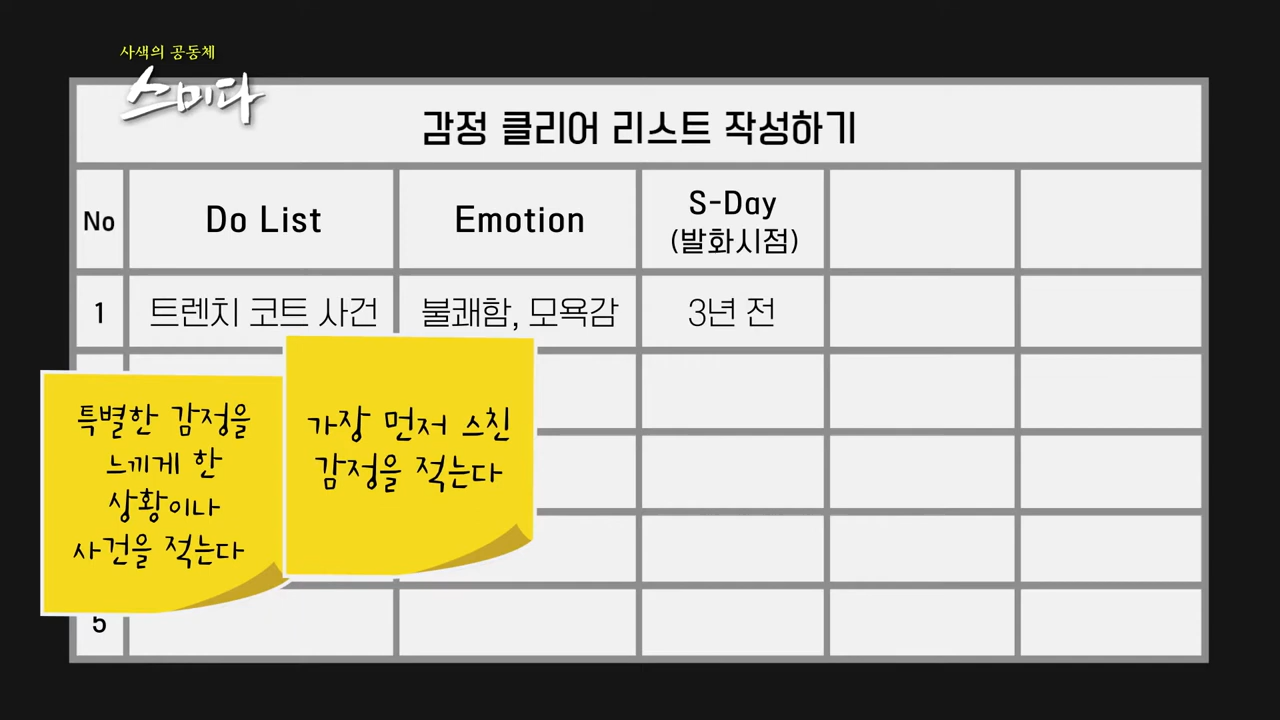 사색의 공동체
스미다
감정 클리어 리스트 작성하기
No Do List Emotion S-Day
(발화시점)
1 트렌치 코트 사건 불쾌함, 모욕감 3년 전
특별한 감정을
느끼게 한
상황이나
사건을 적는다
가장 먼저 스친
감정을 적는다
5